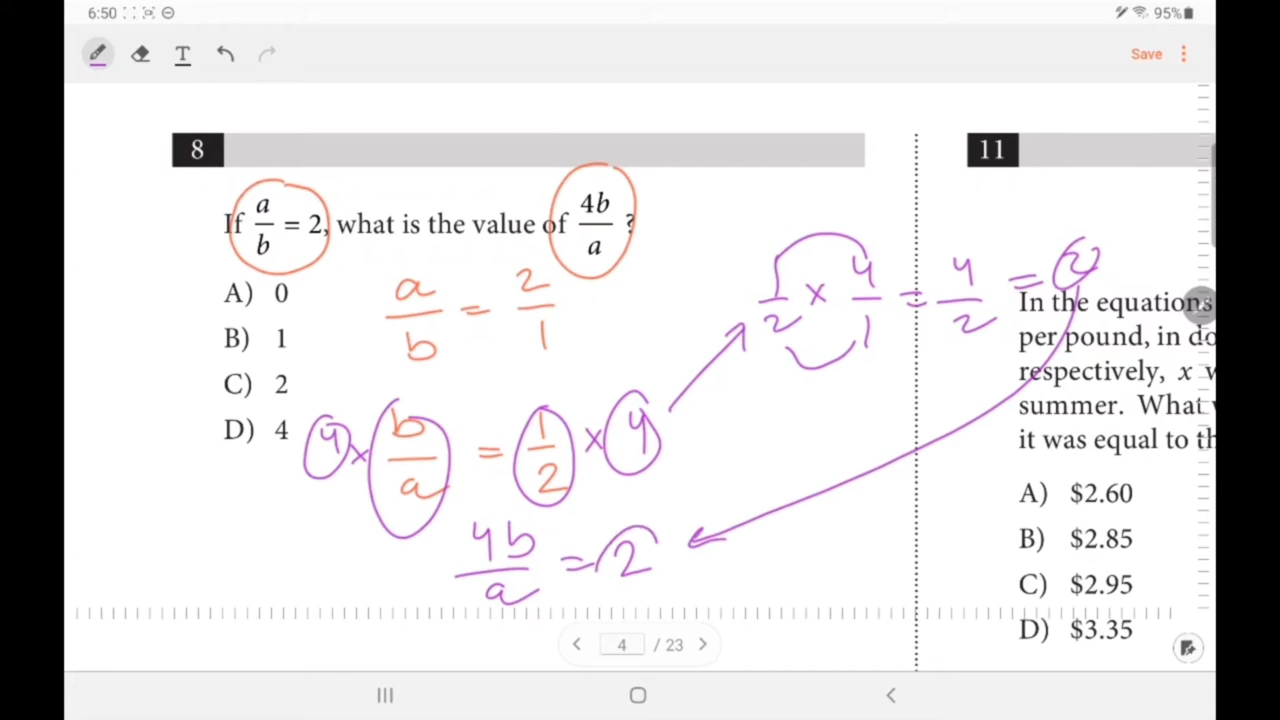 6:50
95%
T
Save
8
If a/b = 2, what is the value of 4b/a ?
A) 0
B) 1
C) 2
D) 4
a/b = 2/1
4 × b/a = 1/2 × 4
4b/a = 2
1/2 × 4/1 = 4/2 = 2
11
In the equations
per pound, in do
respectively, x w
summer. What
it was equal to th
A) $2.60
B) $2.85
C) $2.95
D) $3.35
4 / 23